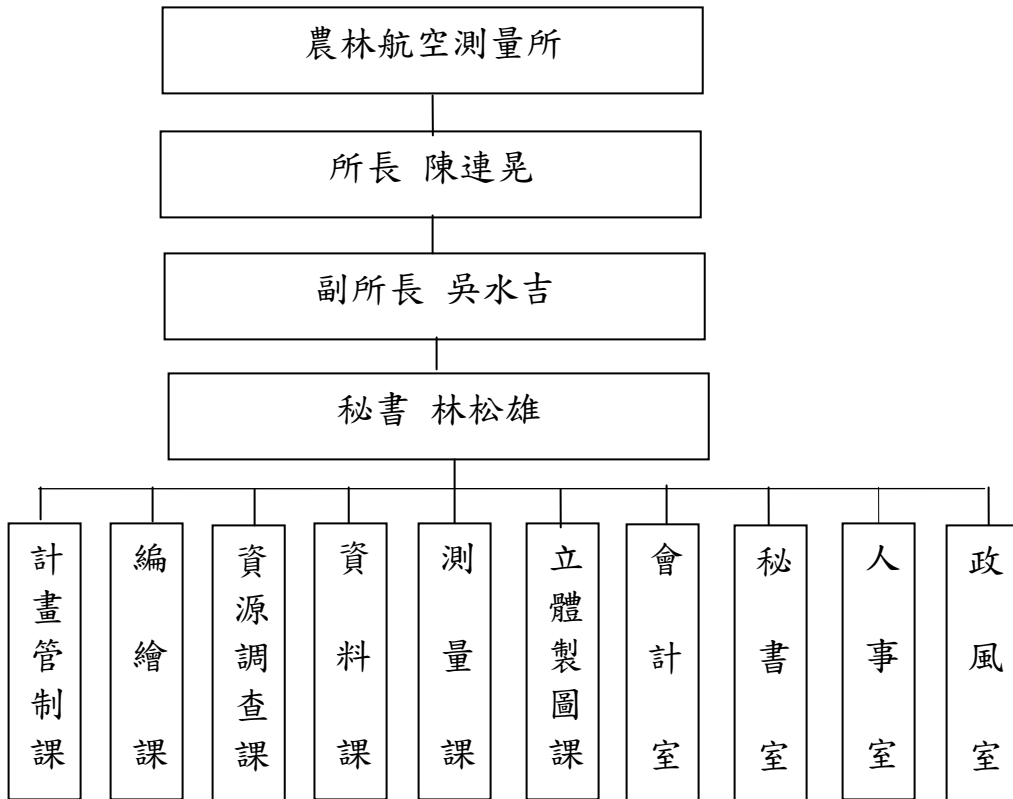 農林航空測量所
所長 陳連晃
副所長 吳水吉
秘書 林松雄
計畫管制課
編繪課
資源調查課
資料課
測量課
立體製圖課
會計室
秘書室
人事室
政風室